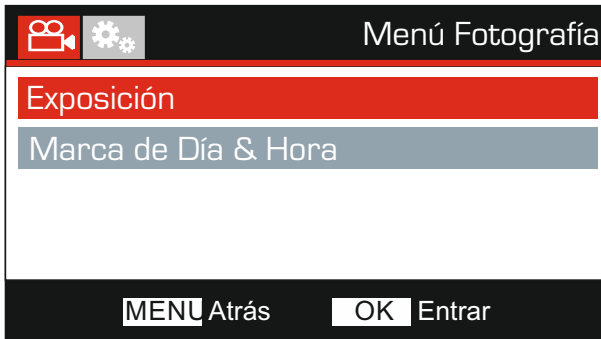 Menú Fotografía
Exposición
Marca de Día & Hora
MENU Atrás OK Entrar